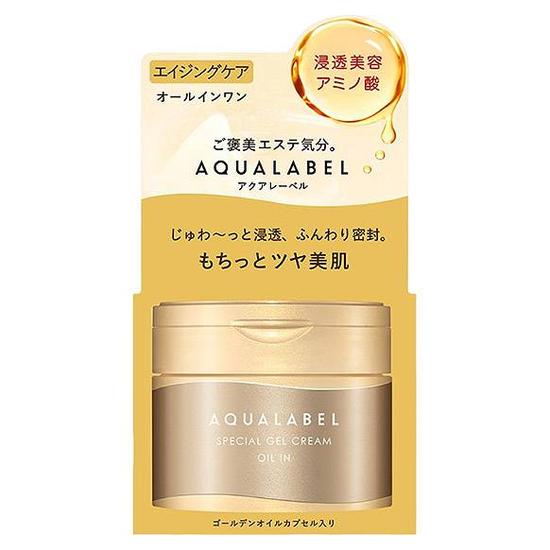 エイジングケア
オールインワン
浸透美容
アミノ酸
ご褒美エステ気分。
AQUALABEL
アクアレーベル
じゅわ～っと浸透、ふんわり密封。
もちっとツヤ美肌
AQUALABEL
SPECIAL GEL CREAM
OIL IN
ゴールデンオイルカプセル入り